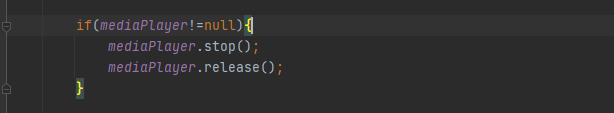 if(mediaPlayer!=null){
mediaPlayer.stop();
mediaPlayer.release();
}